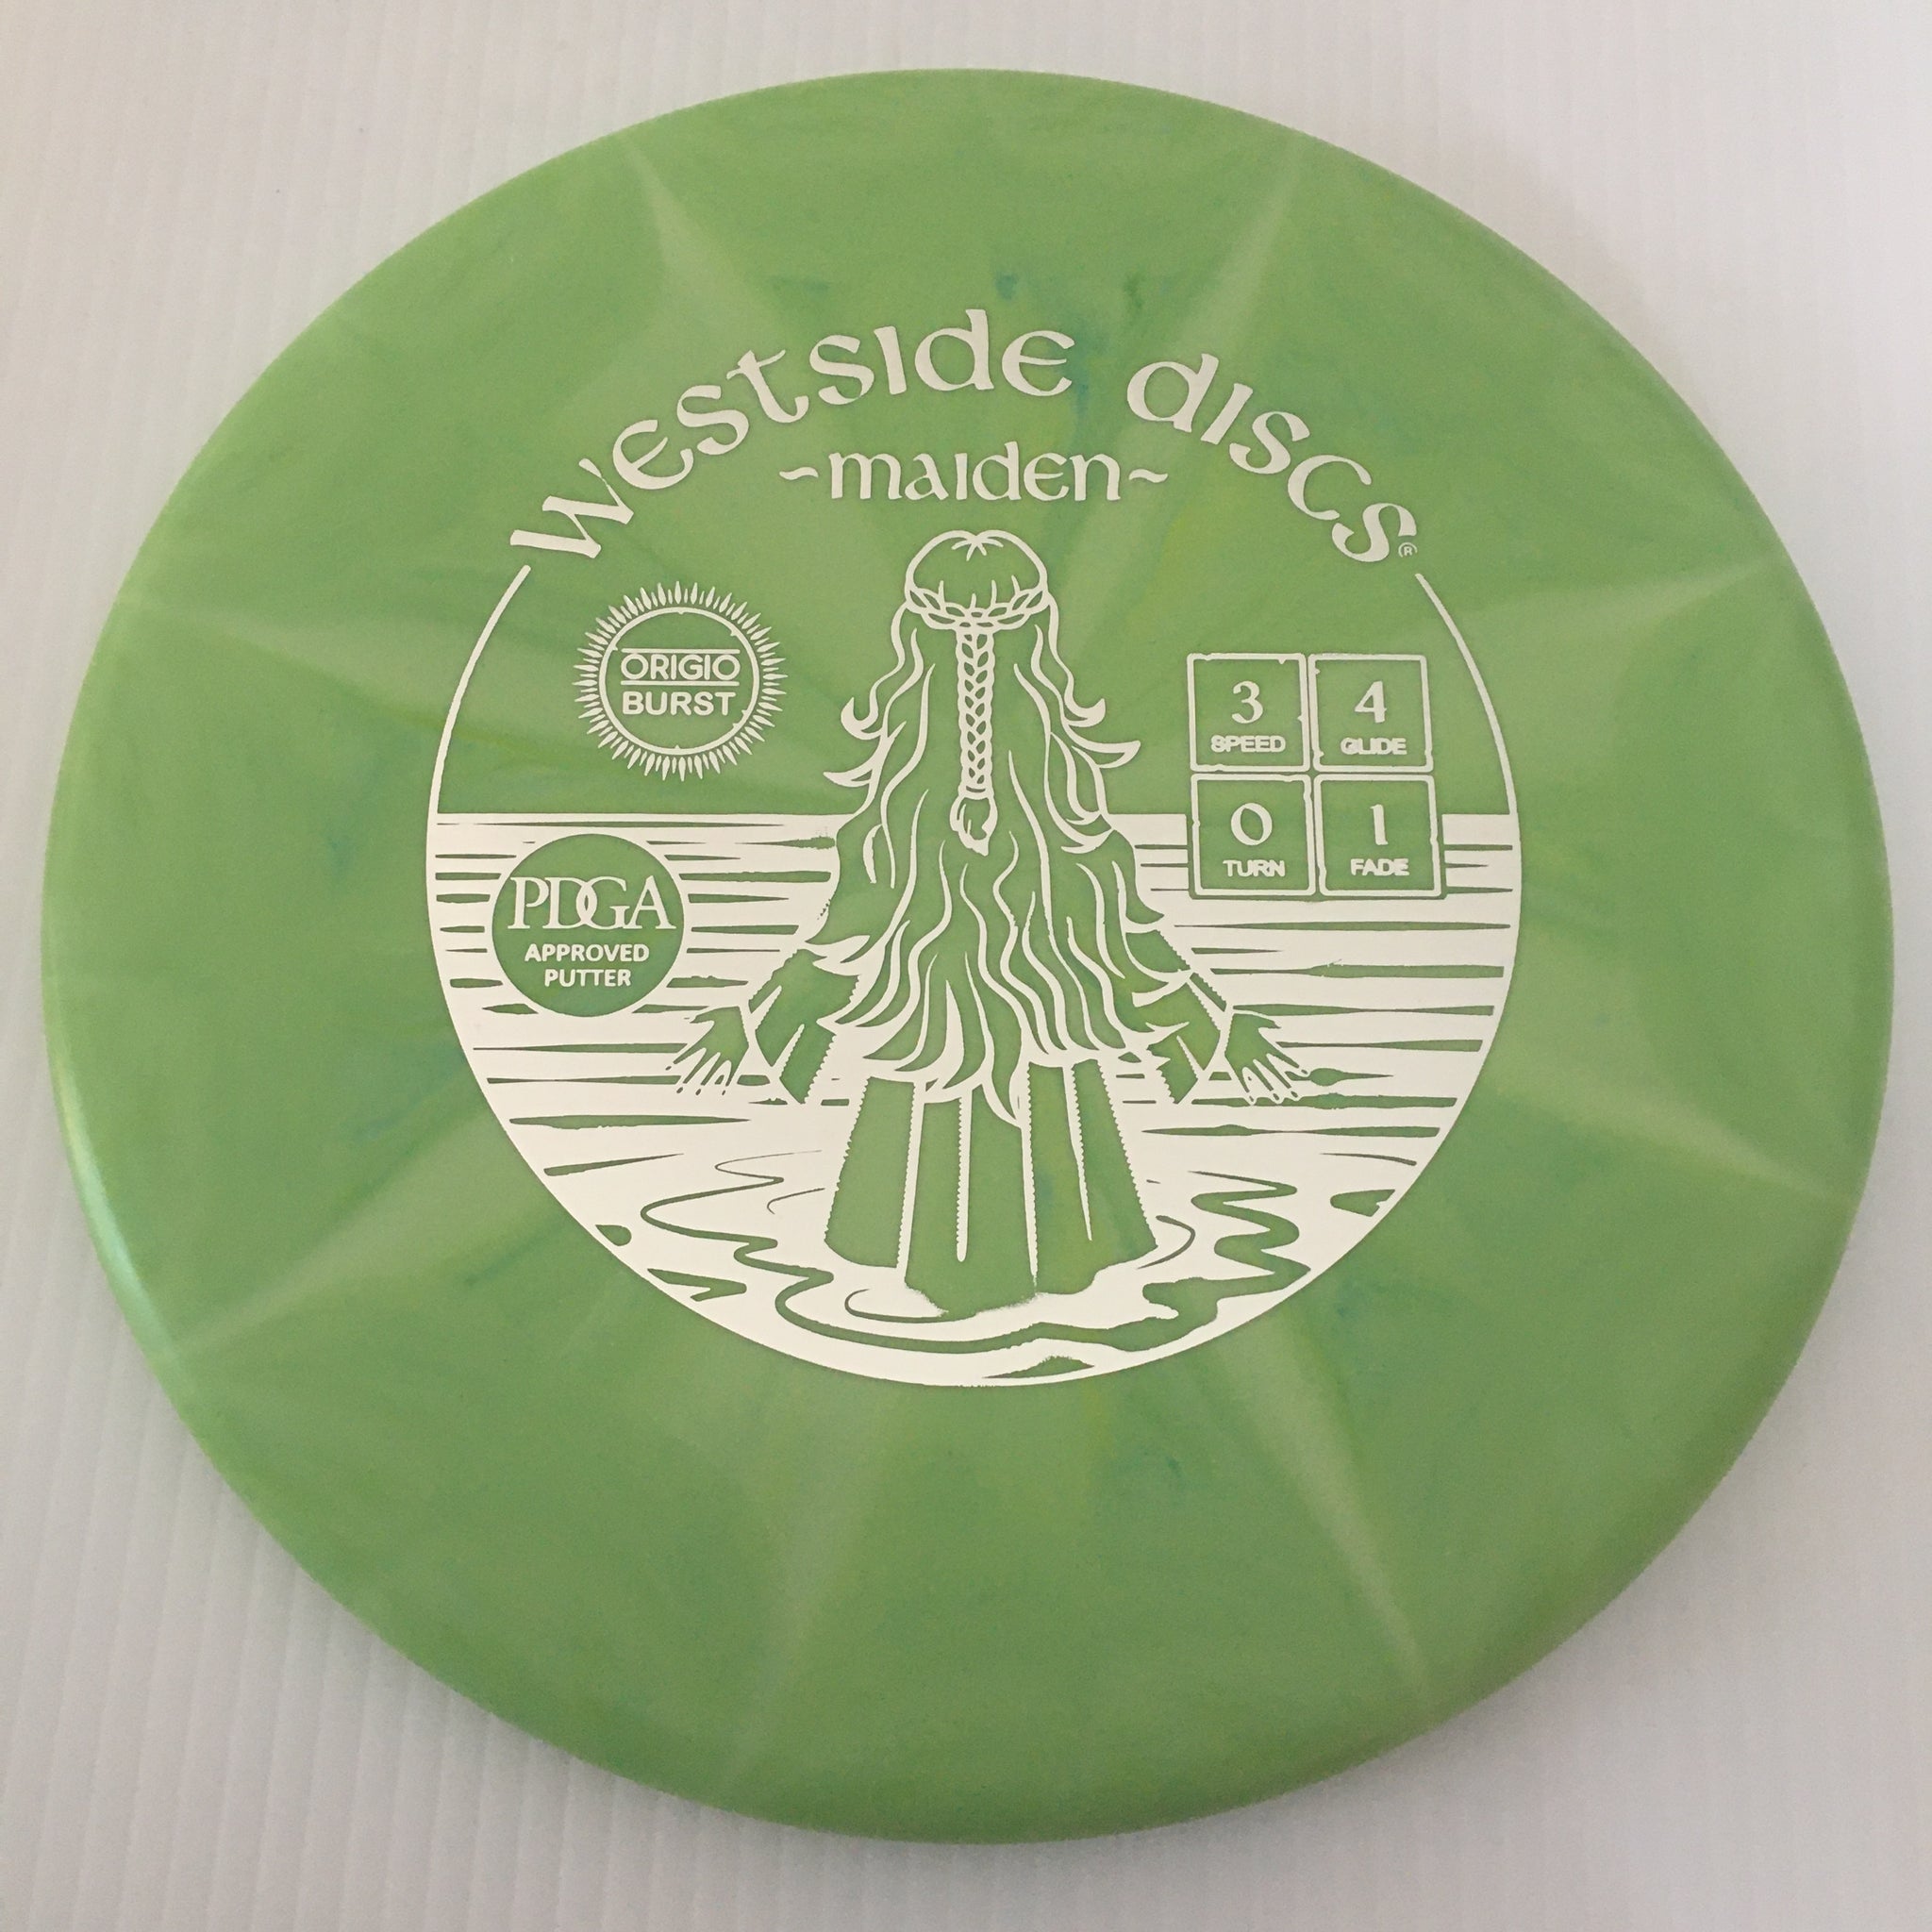 Westside discs®
~maiden~
ORIGIO
BURST
3
SPEED
4
GLIDE
0
TURN
1
FADE
PDGA
APPROVED
PUTTER